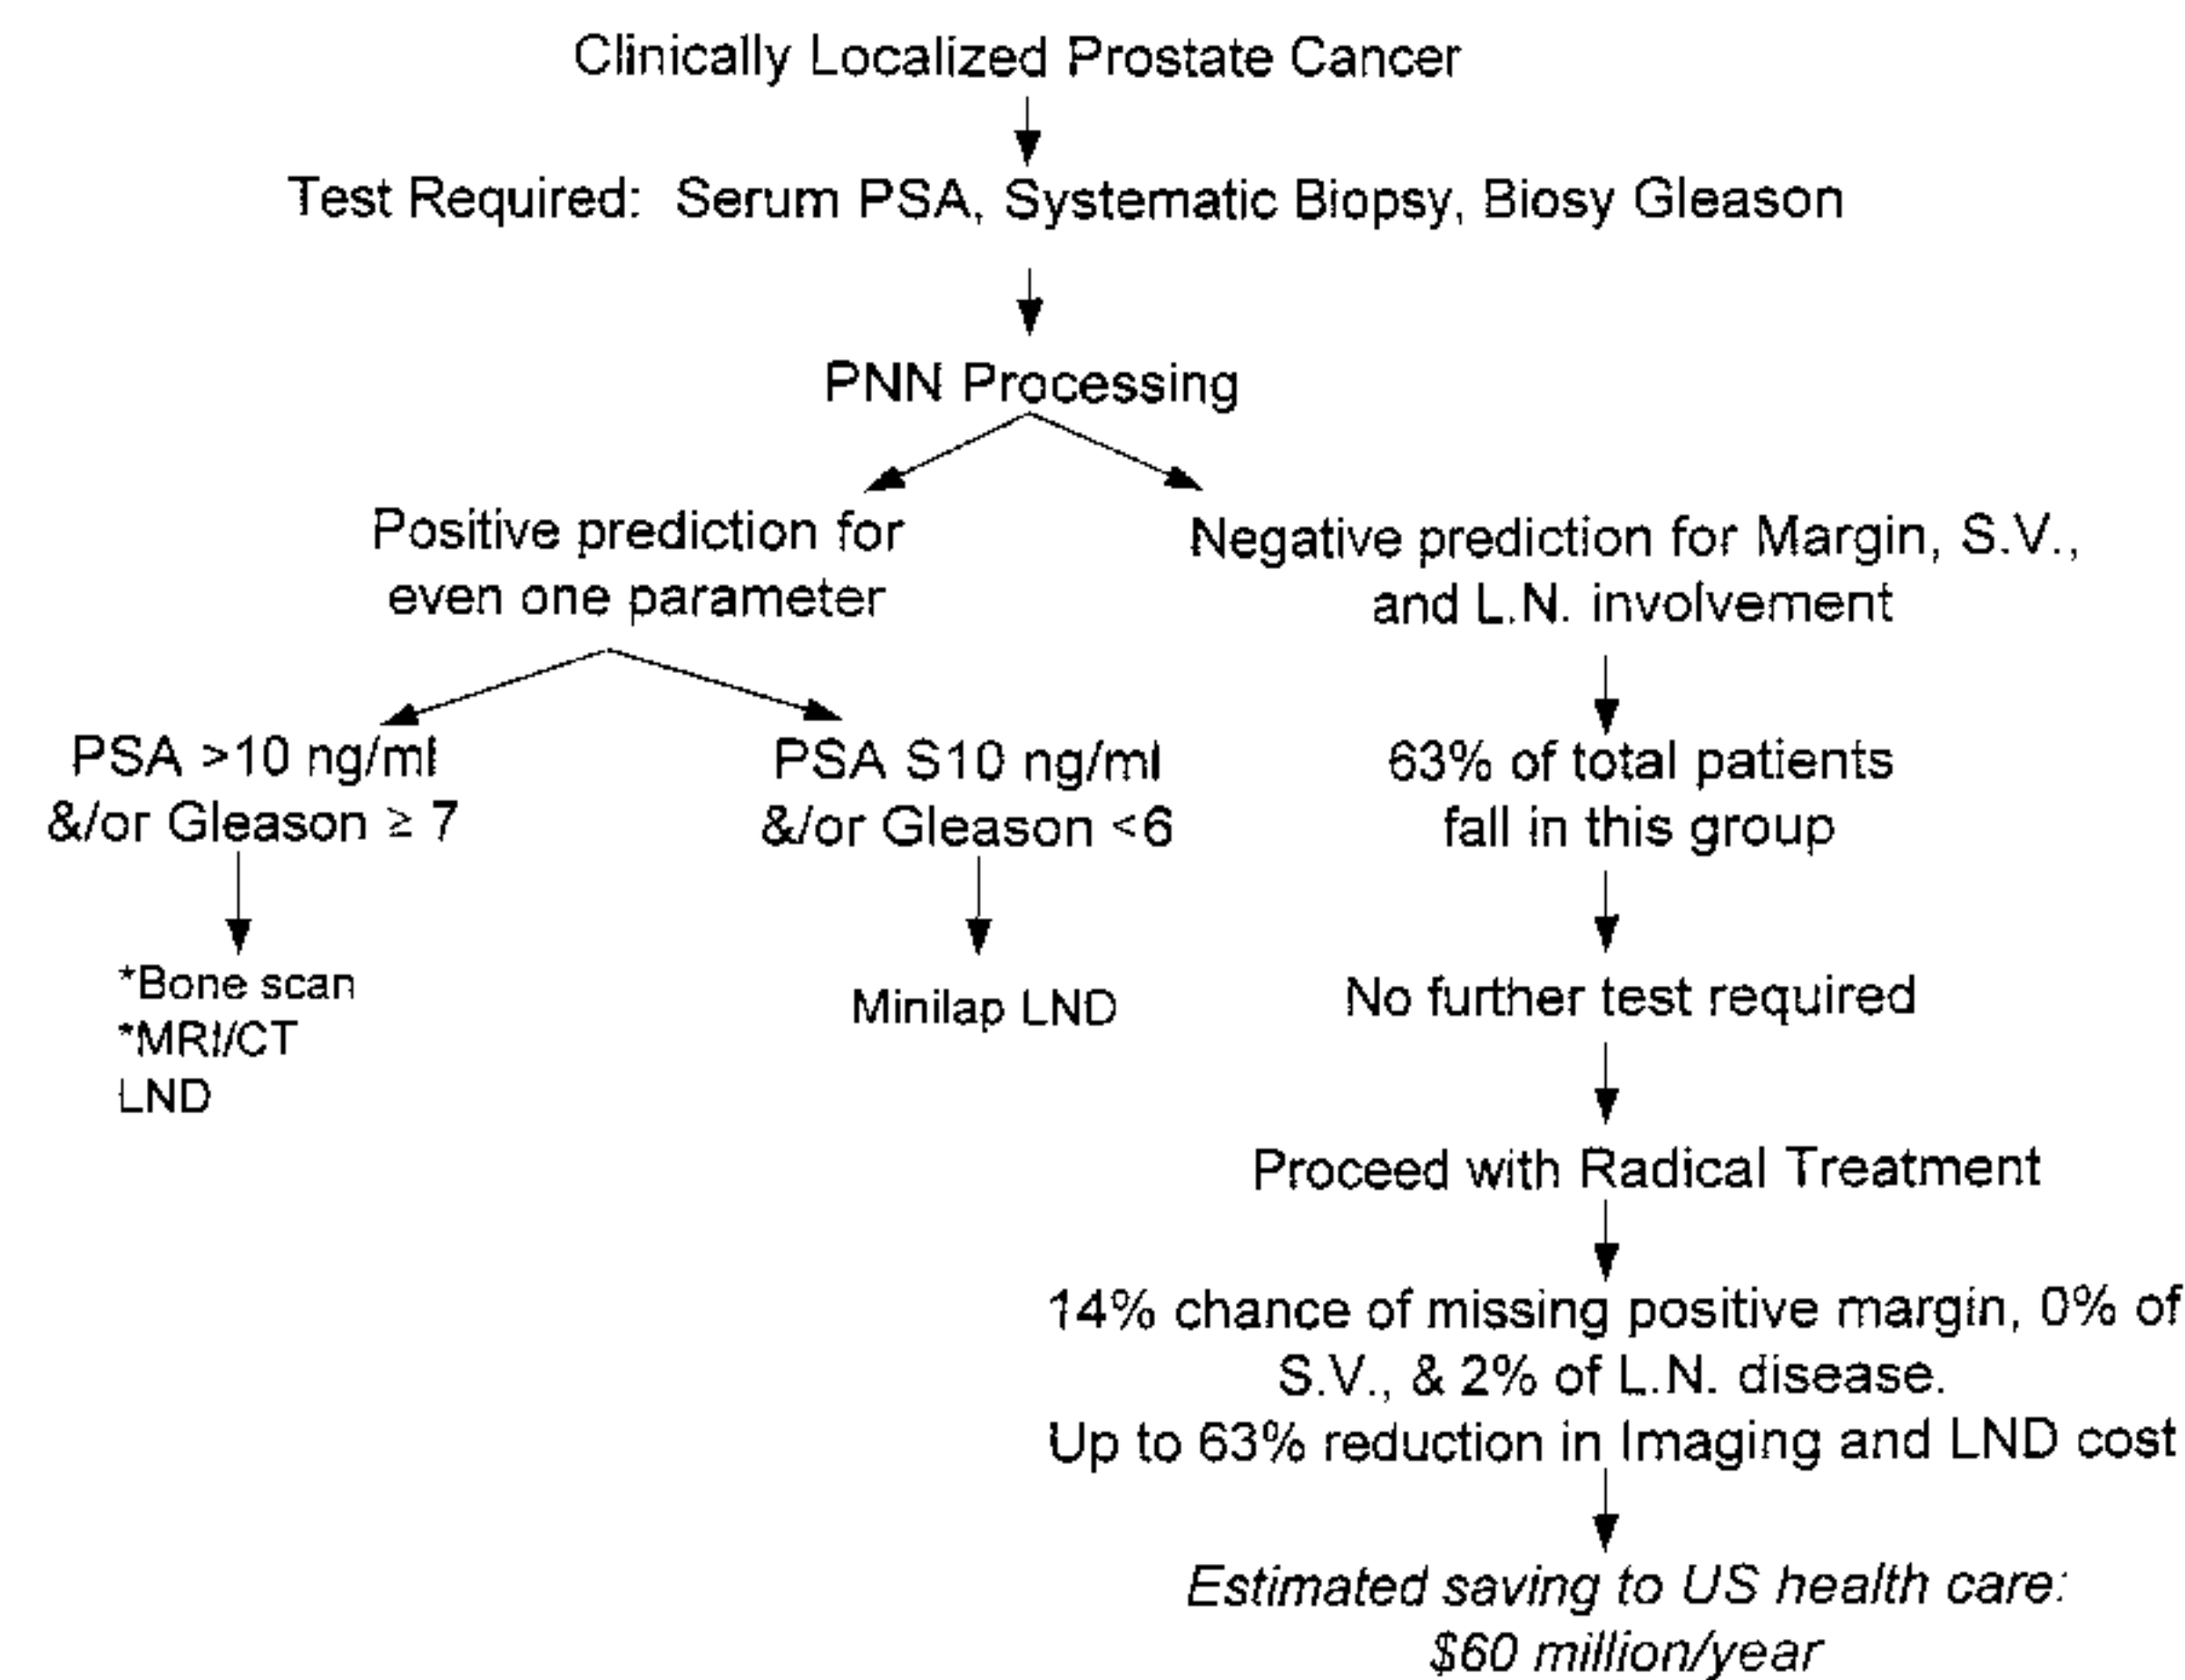 Clinically Localized Prostate Cancer
Test Required: Serum PSA, Systematic Biopsy, Biosy Gleason
PNN Processing
Positive prediction for
even one parameter
Negative prediction for Margin, S.V.,
and L.N. involvement
PSA >10 ng/ml
&/or Gleason ≥ 7
PSA S10 ng/ml
&/or Gleason <6
63% of total patients
fall in this group
*Bone scan
*MRI/CT
LND
Minilap LND
No further test required
Proceed with Radical Treatment
14% chance of missing positive margin, 0% of
S.V., & 2% of L.N. disease.
Up to 63% reduction in Imaging and LND cost
Estimated saving to US health care:
$60 million/year